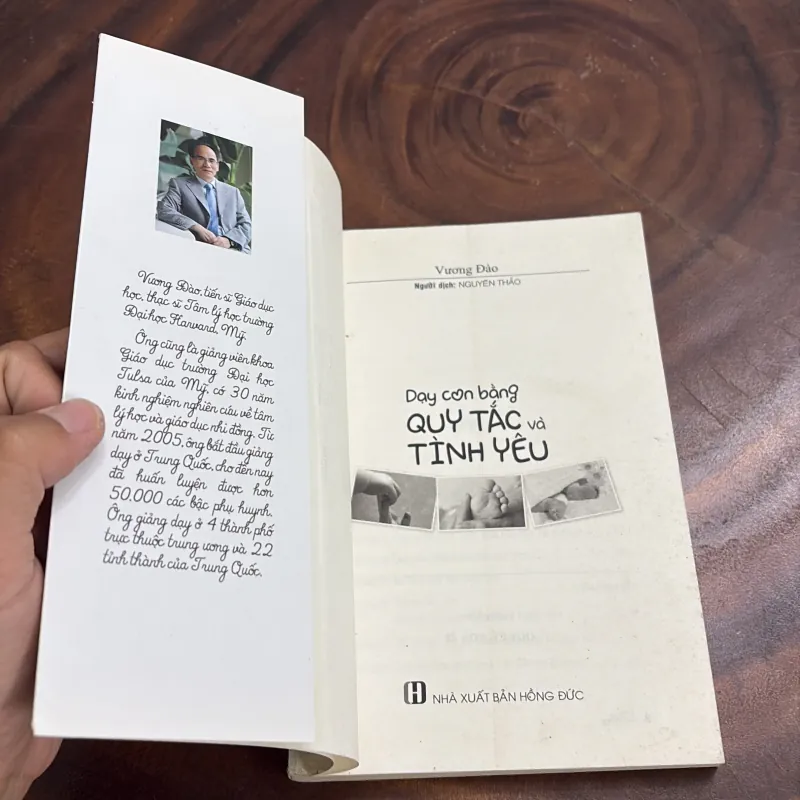 Vương Đào, tiến sĩ Giáo dục
học, thạc sĩ Tâm lý học trường
Đại học Harvard, Mỹ.
Ông cũng là giảng viên khoa
Giáo dục trường Đại học
Tulsa của Mỹ, có 30 năm
kinh nghiệm nghiên cứu về tâm
lý học và giáo dục nhi đồng. Từ
năm 2005, ông bắt đầu giảng
dạy ở Trung Quốc, cho đến nay
đã huấn luyện được hơn
50.000 các bậc phụ huynh.
Ông giảng dạy ở 4 thành phố
trực thuộc trung ương và 22
tỉnh thành của Trung Quốc.
Vương Đào
Người dịch: NGUYÊN THẢO
Dạy con bằng
QUY TẮC và
TÌNH YÊU
NHÀ XUẤT BẢN HỒNG ĐỨC